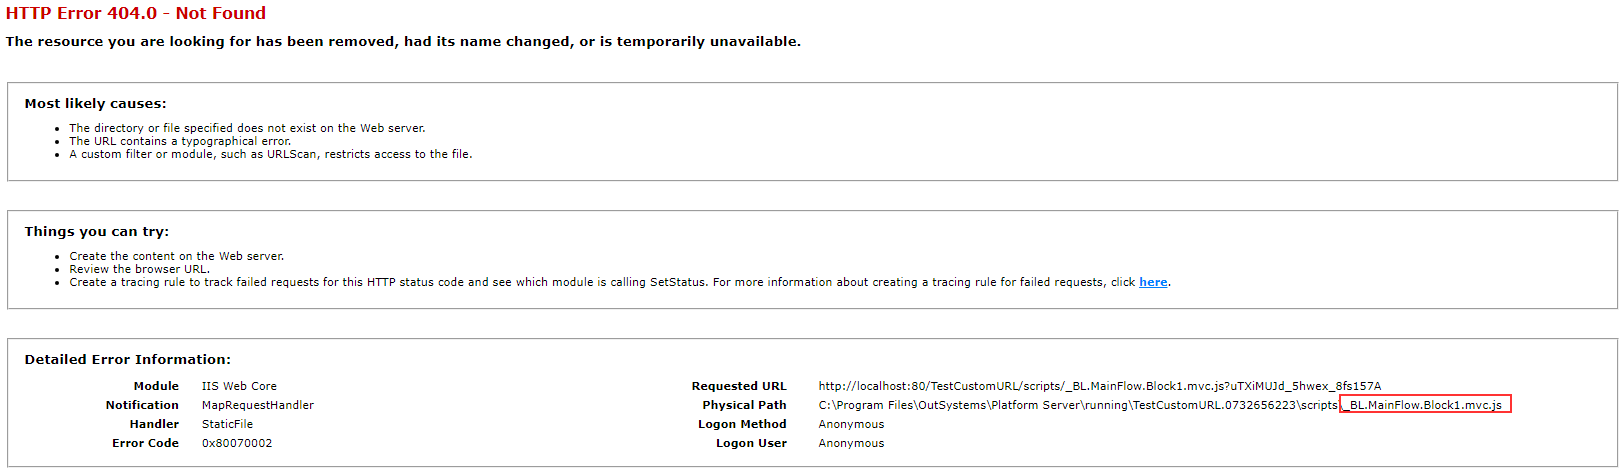 HTTP Error 404.0 - Not Found
The resource you are looking for has been removed, had its name changed, or is temporarily unavailable.
Most likely causes:
• The directory or file specified does not exist on the Web server.
• The URL contains a typographical error.
• A custom filter or module, such as URLScan, restricts access to the file.
Things you can try:
• Create the content on the Web server.
• Review the browser URL.
• Create a tracing rule to track failed requests for this HTTP status code and see which module is calling SetStatus. For more information about creating a tracing rule for failed requests, click here.
Detailed Error Information:
Module IIS Web Core
Notification MapRequestHandler
Handler StaticFile
Error Code 0x80070002
Requested URL http://localhost:80/TestCustomURL/scripts/_BL.MainFlow.Block1.mvc.js?uTXiMUJd_5hwex_8fs157A
Physical Path C:\Program Files\OutSystems\Platform Server\running\TestCustomURL.0732656223\scripts\_BL.MainFlow.Block1.mvc.js
Logon Method Anonymous
Logon User Anonymous